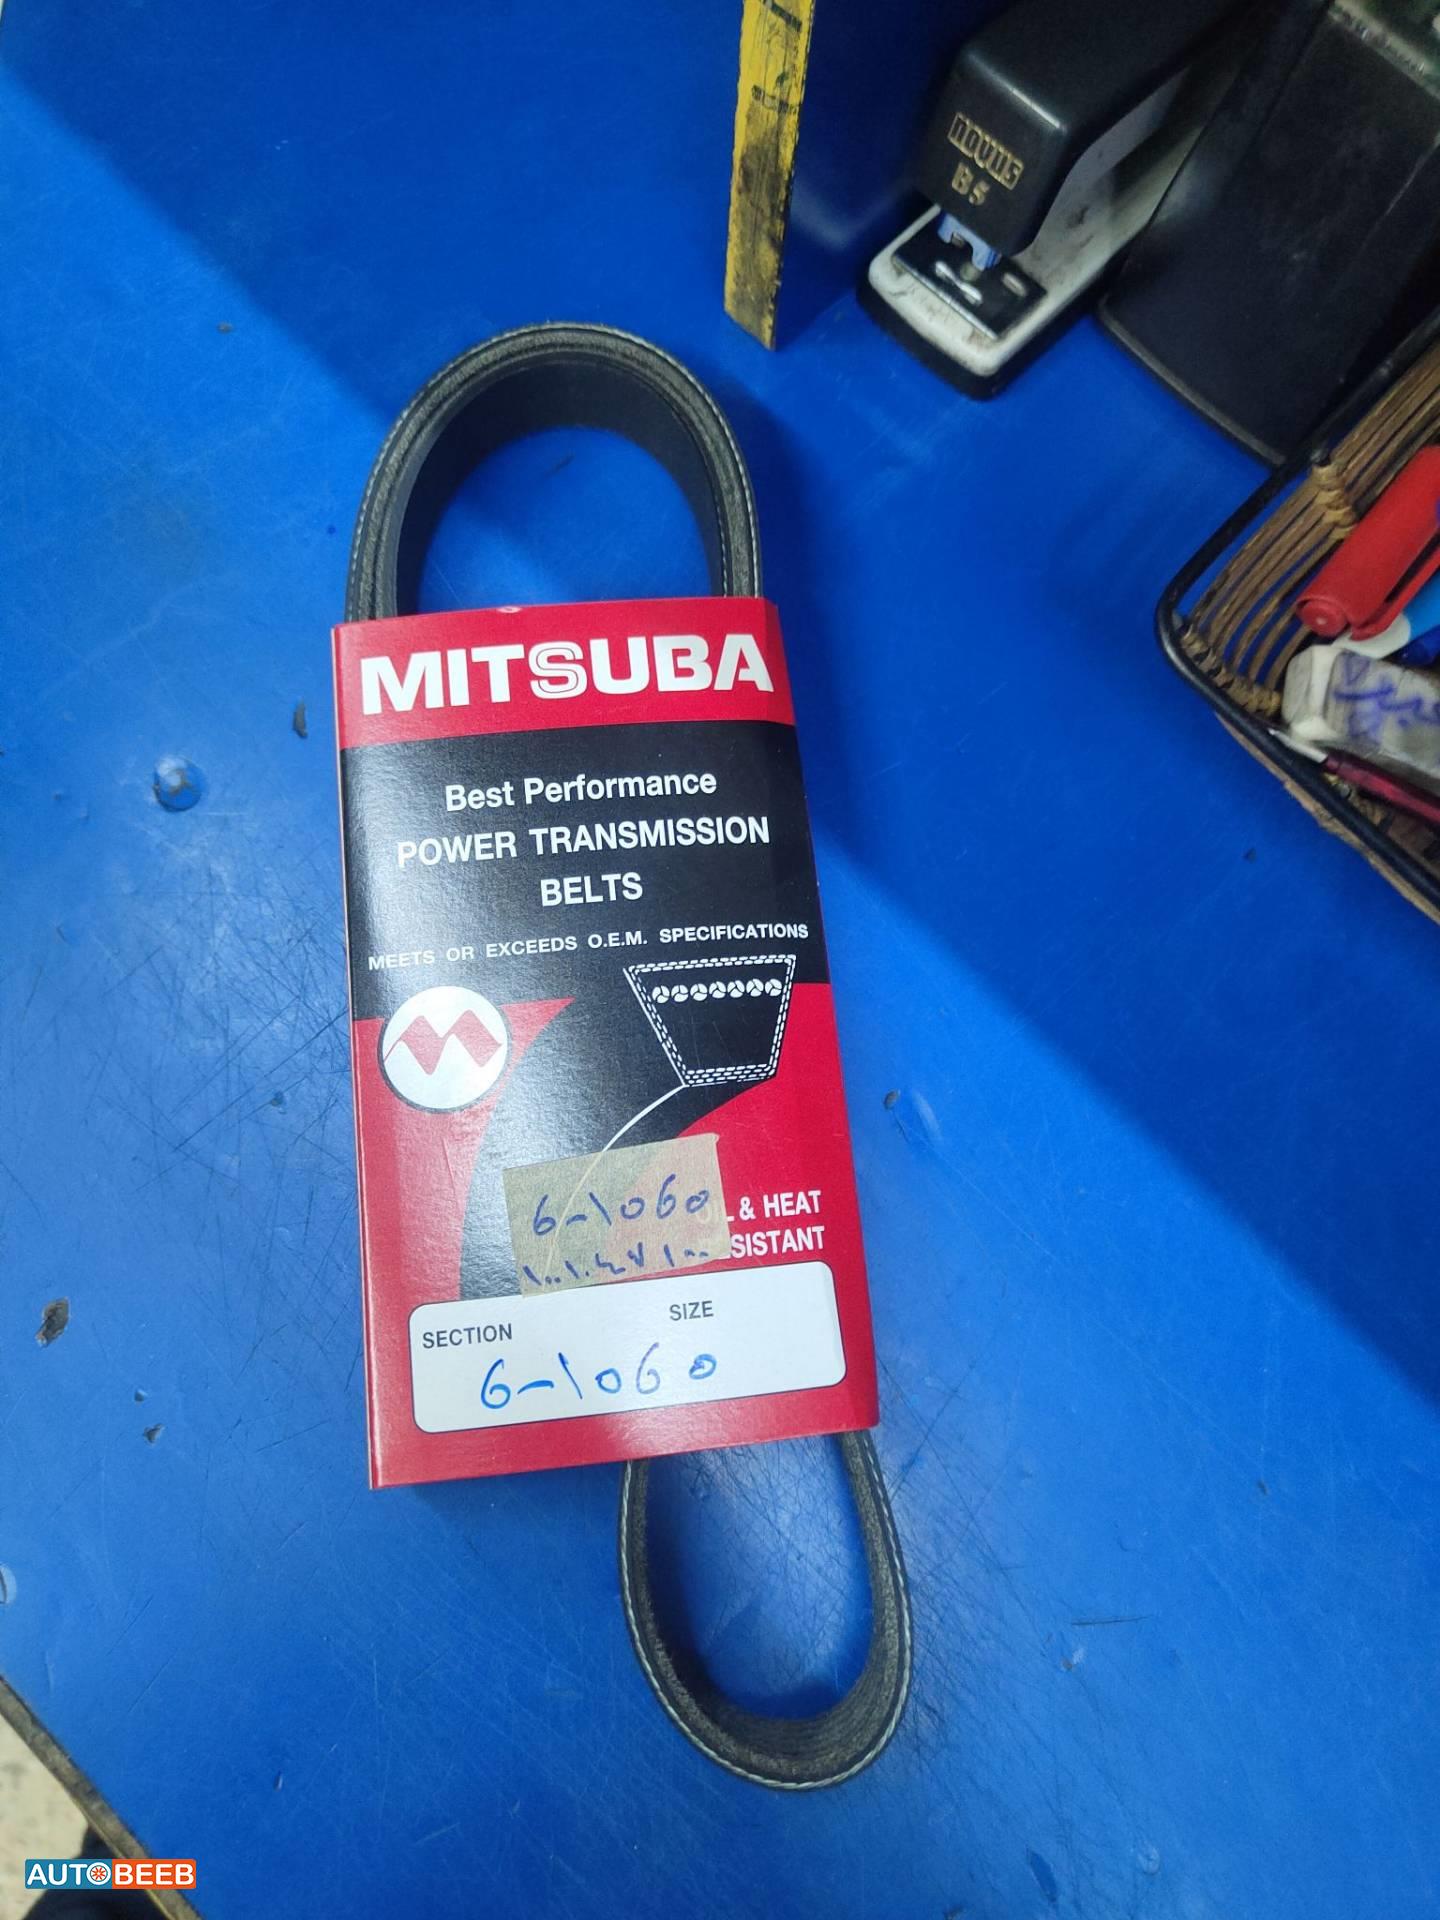 novus
B5
MITSUBA
Best Performance
POWER TRANSMISSION
BELTS
MEETS OR EXCEEDS O.E.M. SPECIFICATIONS
6-1060
& HEAT
SISTANT
SECTION
SIZE
6-1060
AUTOBEEB